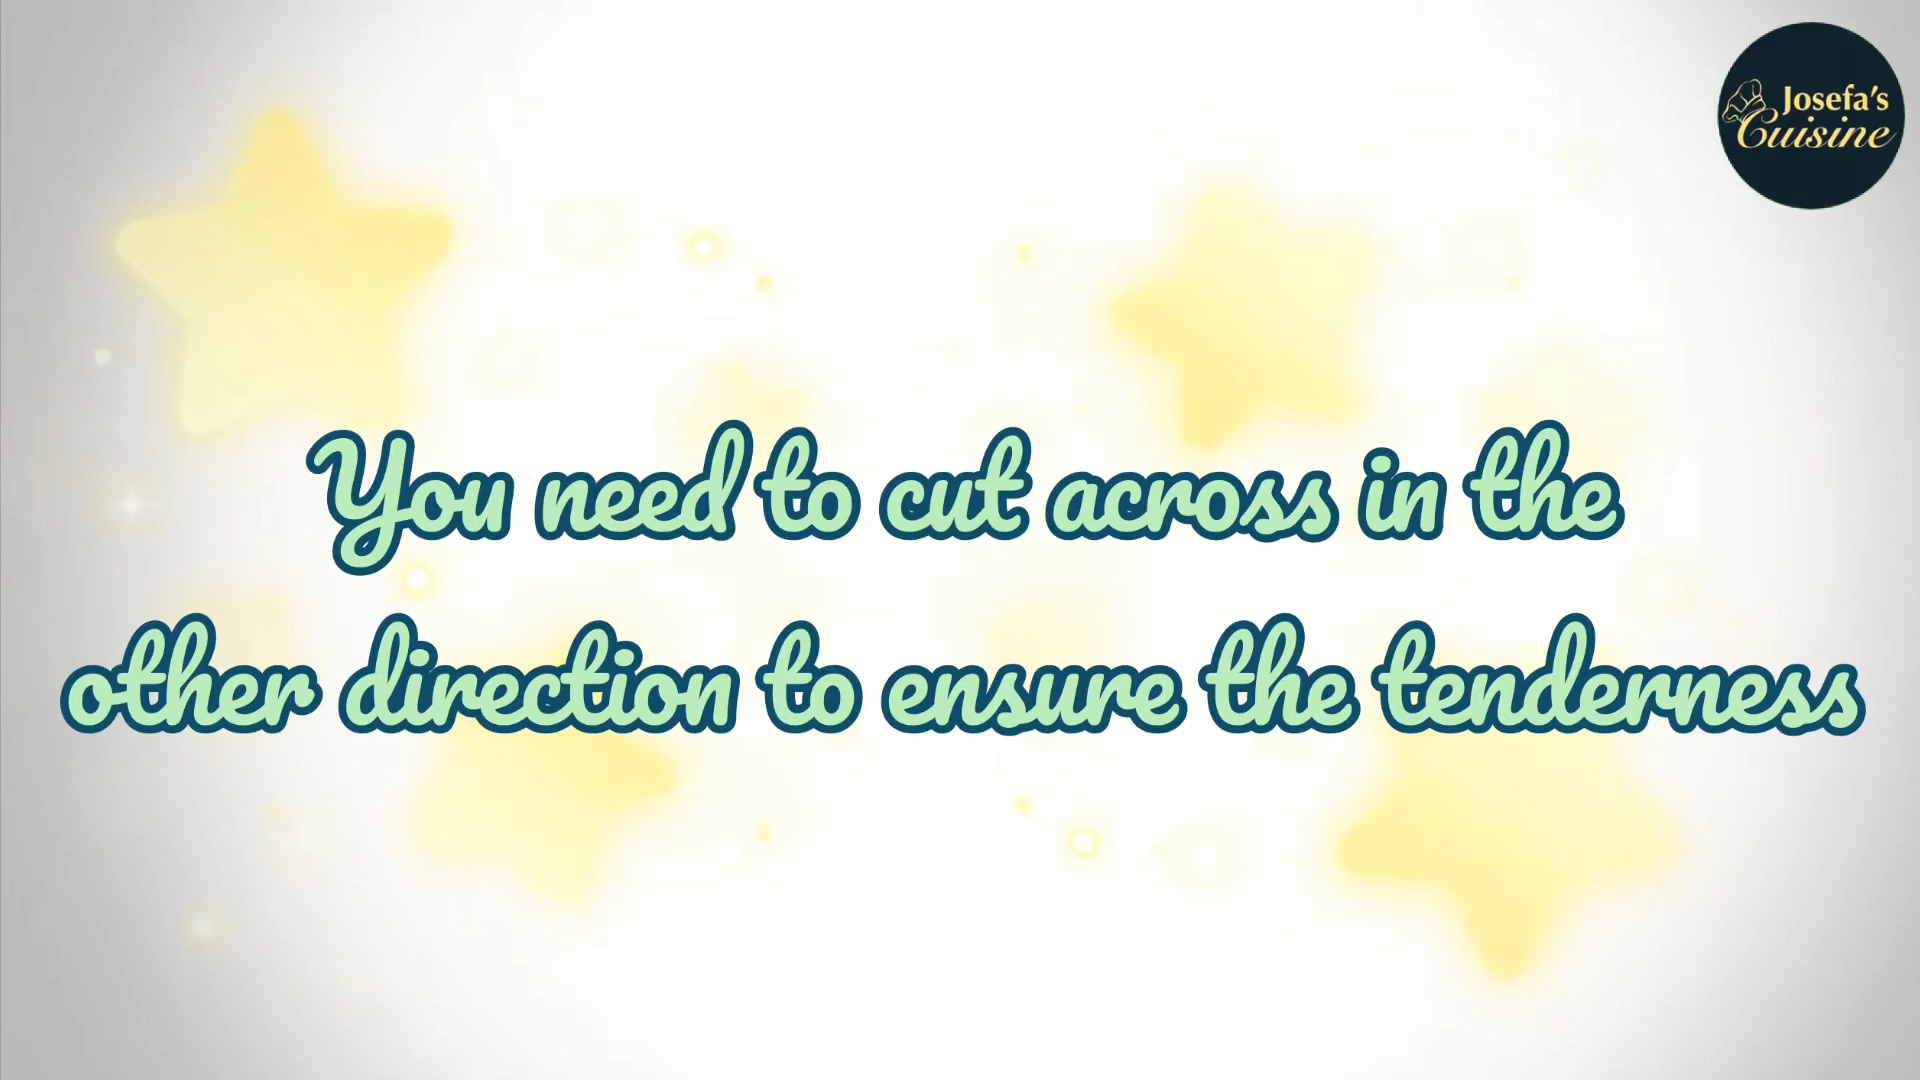 Josefa's
Cuisine
You need to cut across in the
other direction to ensure the tenderness